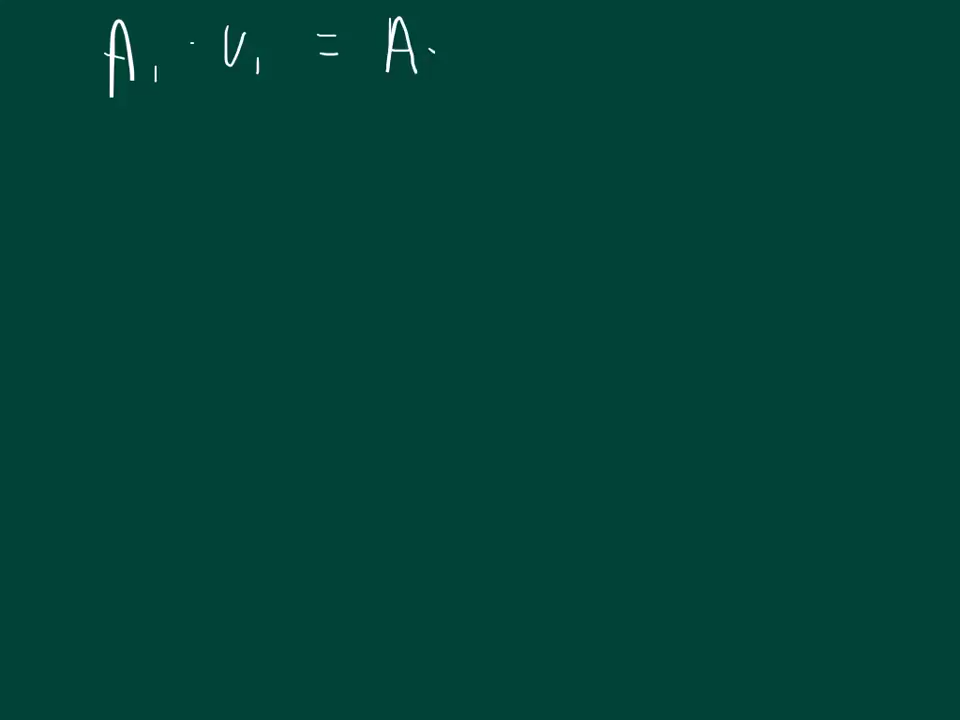 A₁ · v₁ = A